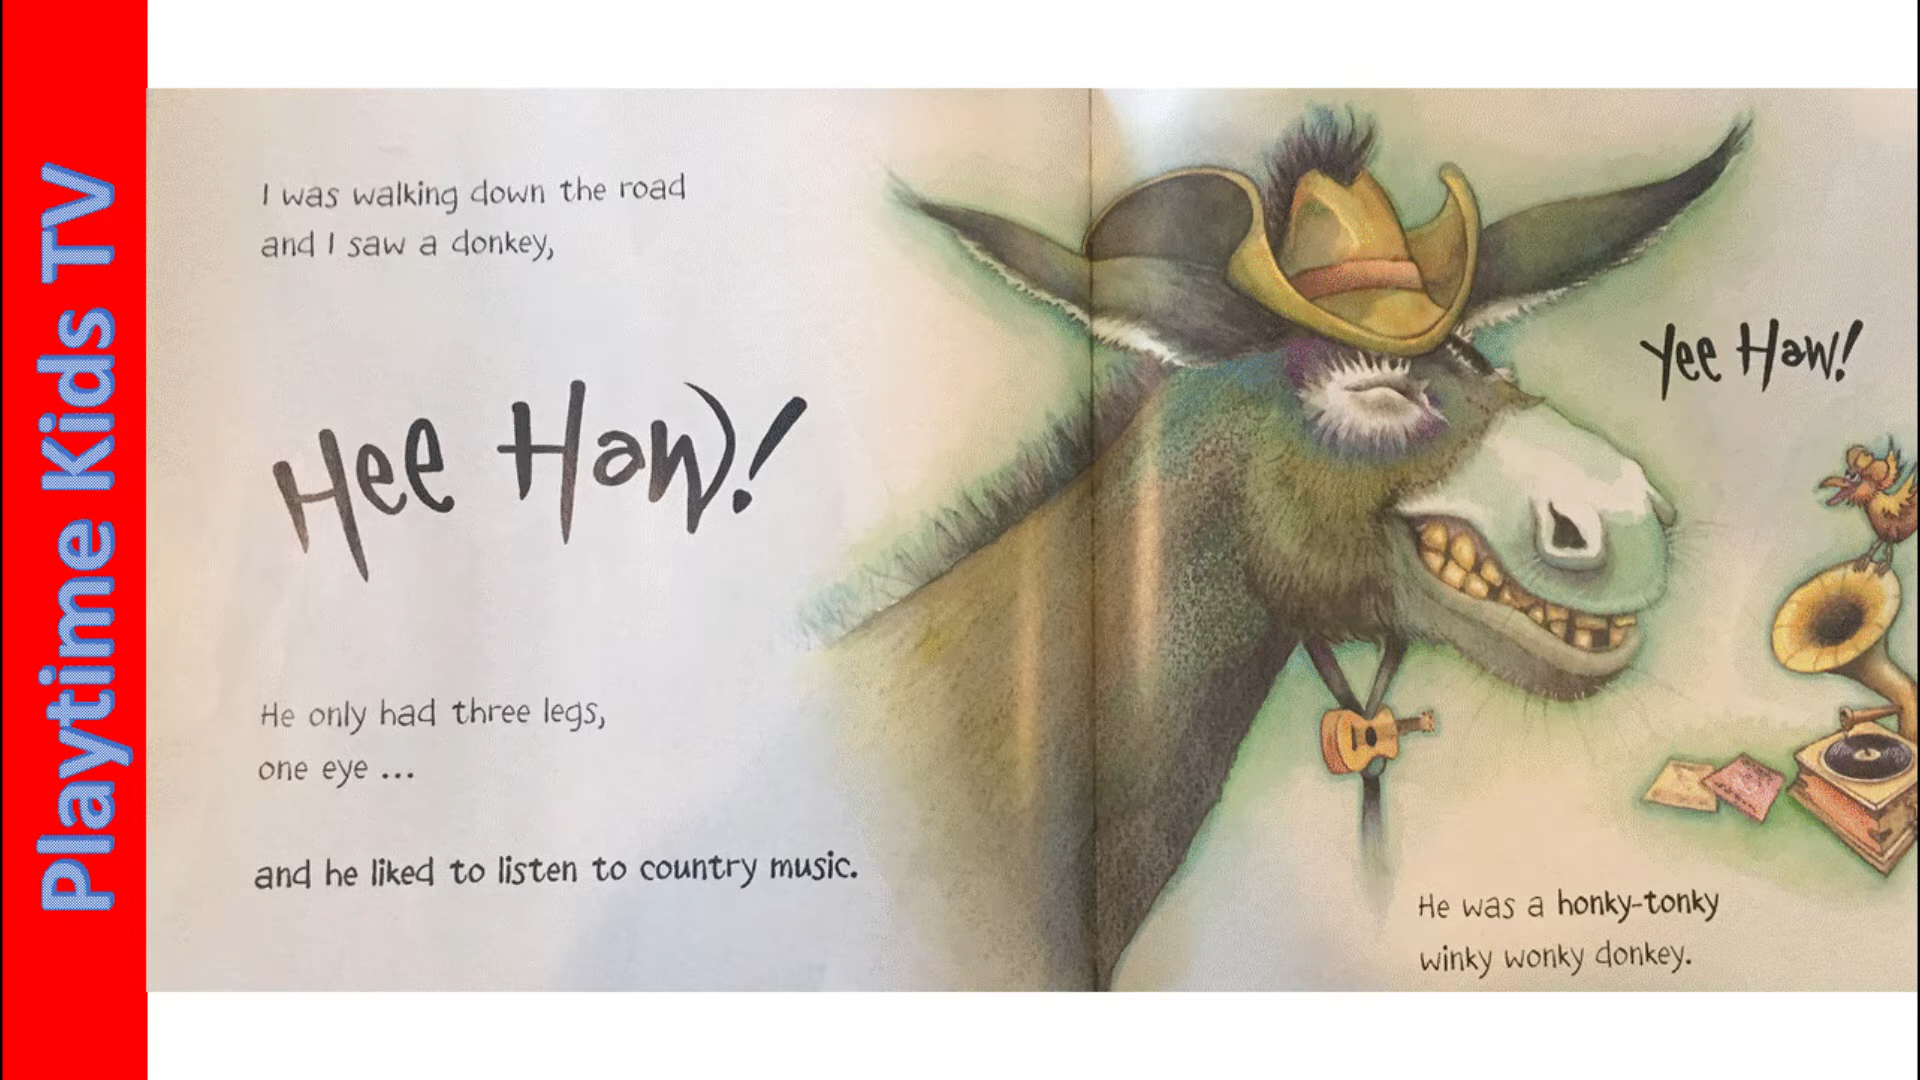 Playtime Kids TV
I was walking down the road
and I saw a donkey,
Hee Haw!
He only had three legs,
one eye ...
and he liked to listen to country music.
Yee Haw!
He was a honky-tonky
winky wonky donkey.